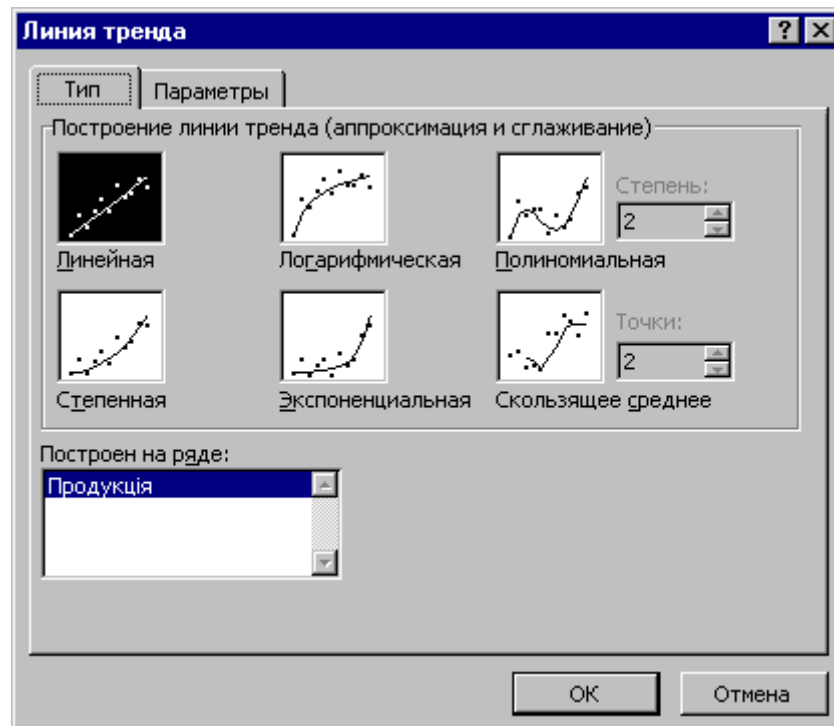 Линия тренда
Тип Параметры
Построение линии тренда (аппроксимация и сглаживание)
Степень:
2
Линейная Логарифмическая Полиномиальная
Точки:
2
Степенная Экспоненциальная Скользящее среднее
Построен на ряде:
Продукція
ОК Отмена